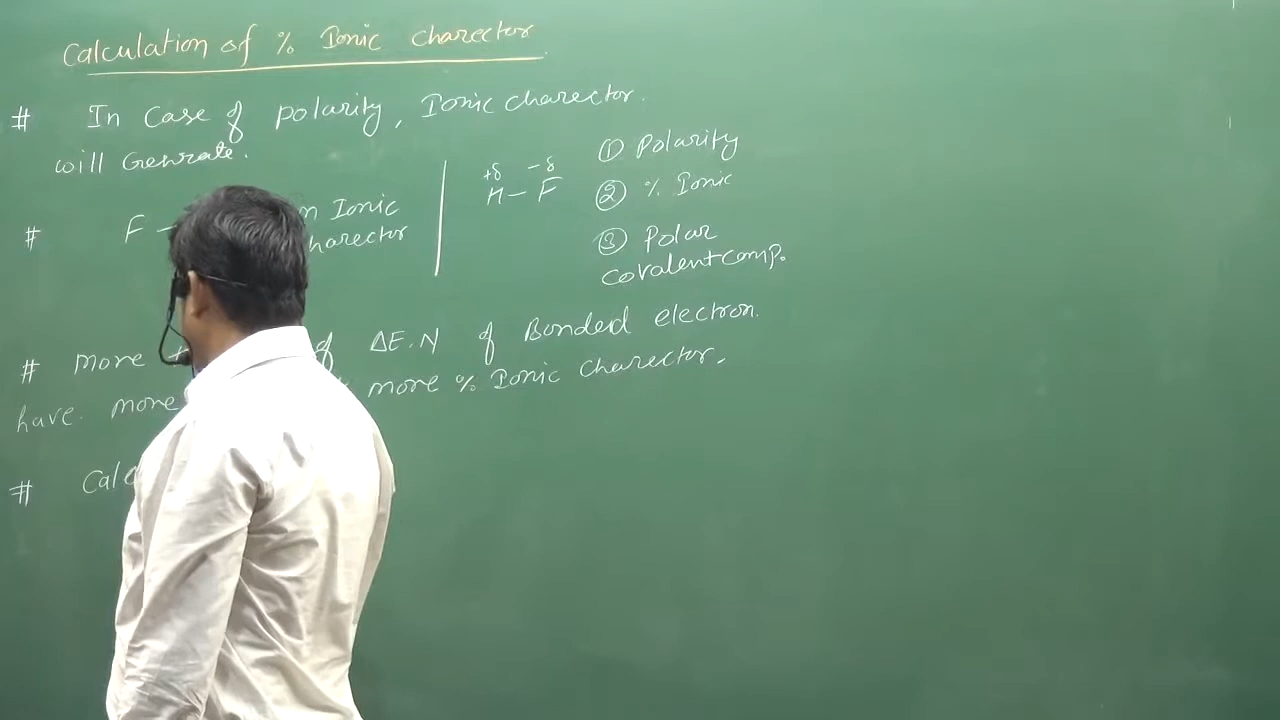 Calculation of % Ionic charector
# In Case of polarity, Ionic charector.
will Genrate.
# F — n Ionic
harector
+δ -δ
H — F
① Polarity
② % Ionic
③ Polar
covalent comp.
# more of ΔE.N of Bonded electron.
have. more more % Ionic charector.
# Calc